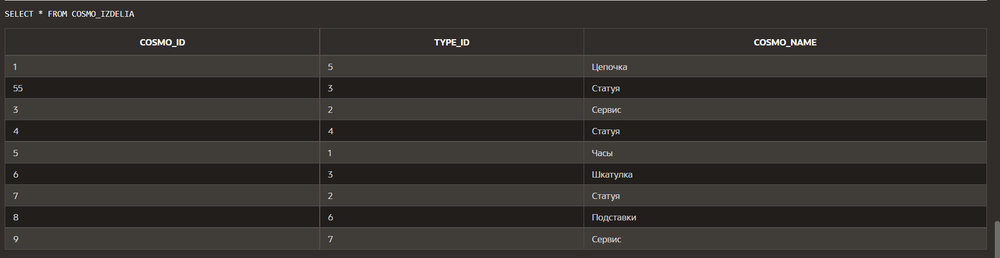 SELECT * FROM COSMO_IZDELIA
COSMO_ID TYPE_ID COSMO_NAME
1 5 Цепочка
55 3 Статуя
3 2 Сервис
4 4 Статуя
5 1 Часы
6 3 Шкатулка
7 2 Статуя
8 6 Подставки
9 7 Сервис